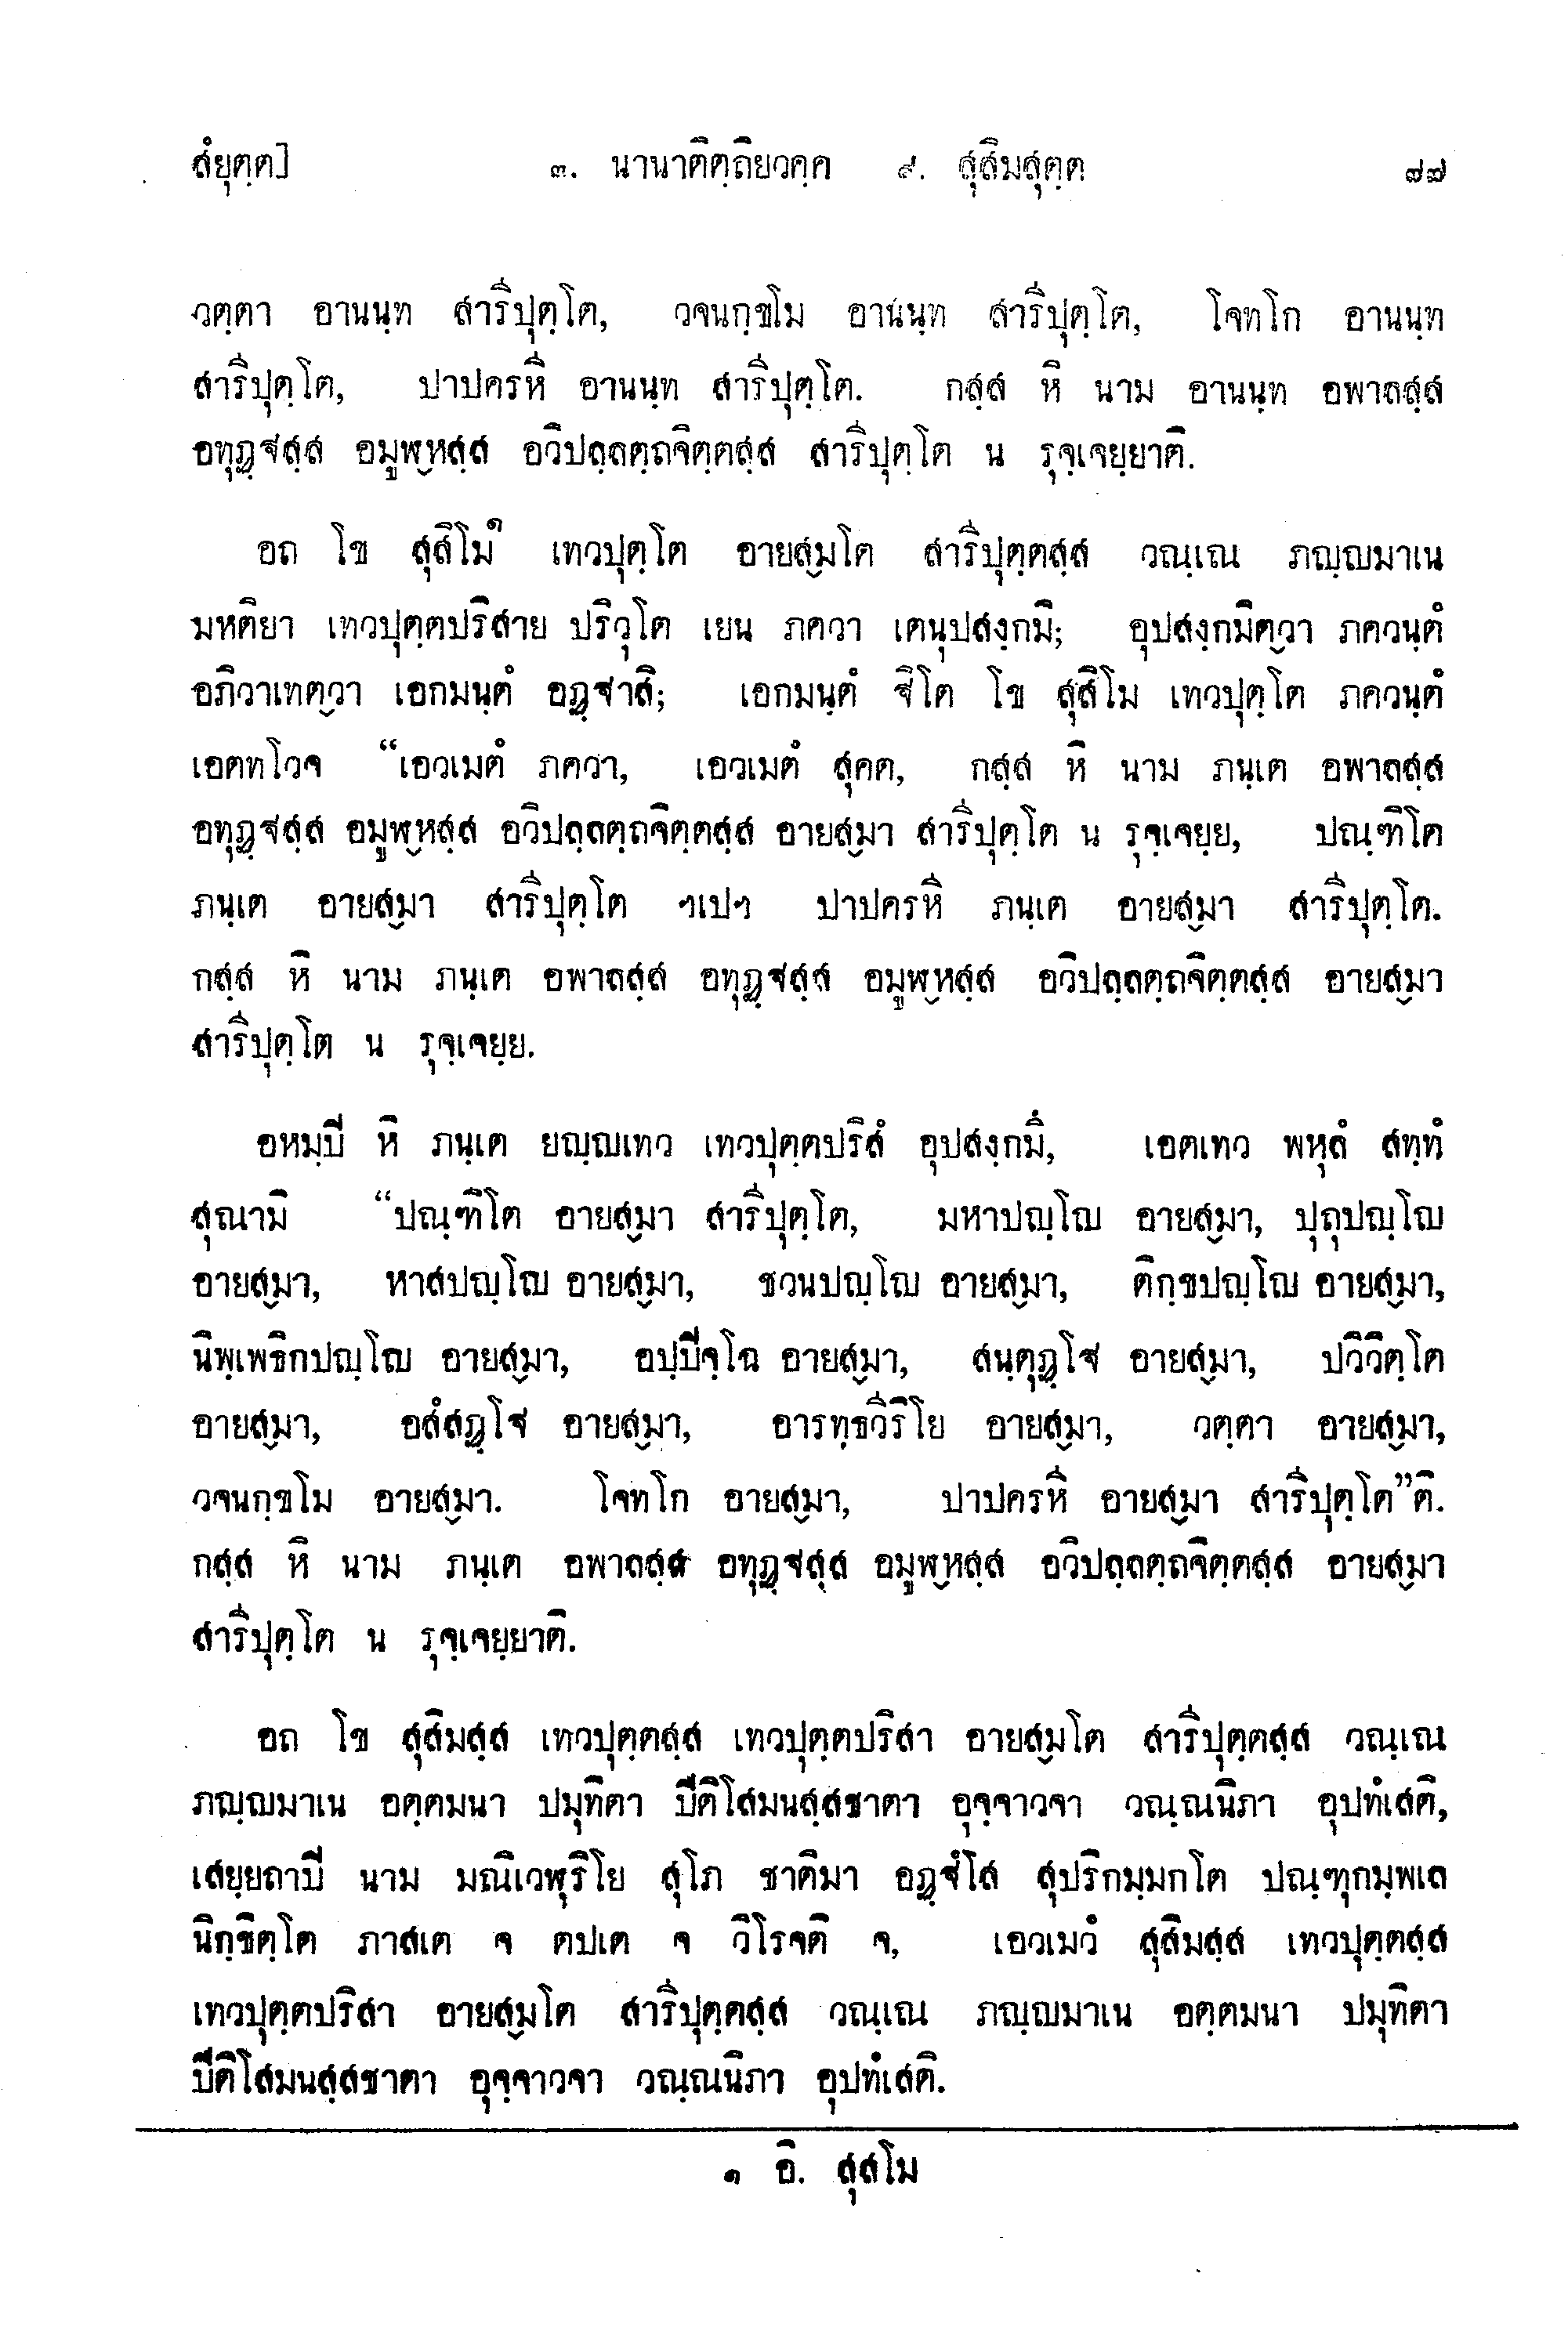 สํยุตฺต]	๓. นานาติตฺถิยวคฺค ๙. สุสิมสุตฺต	๘๗
วตฺตา อานนฺท สาริปุตฺโต, วจนกฺขโม อานนฺท สาริปุตฺโต, โจทโก อานนฺท
สาริปุตฺโต, ปาปครหี อานนฺท สาริปุตฺโต. กสฺส หิ นาม อานนฺท อพาลสฺส
อทุฏฺฐสฺส อมูฬฺหสฺส อวิปลฺลตฺถจิตฺตสฺส สาริปุตฺโต น รุจฺเจยฺยาติ.
อถ โข สุสิโม๑ เทวปุตฺโต อายสฺมโต สาริปุตฺตสฺส วณฺเณ ภญฺญมาเน
มหติยา เทวปุตฺตปริสาย ปริวุโต เยน ภควา เตนุปสงฺกมิ; อุปสงฺกมิตฺวา ภควนฺตํ
อภิวาเทตฺวา เอกมนฺตํ อฏฺฐาสิ; เอกมนฺตํ ฐิโต โข สุสิโม เทวปุตฺโต ภควนฺตํ
เอตทโวจ “เอวเมตํ ภควา, เอวเมตํ สุคต, กสฺส หิ นาม ภนฺเต อพาลสฺส
อทุฏฺฐสฺส อมูฬฺหสฺส อวิปลฺลตฺถจิตฺตสฺส อายสฺมา สาริปุตฺโต น รุจฺเจยฺย, ปณฺฑิโต
ภนฺเต อายสฺมา สาริปุตฺโต ฯเปฯ ปาปครหี ภนฺเต อายสฺมา สาริปุตฺโต.
กสฺส หิ นาม ภนฺเต อพาลสฺส อทุฏฺฐสฺส อมูฬฺหสฺส อวิปลฺลตฺถจิตฺตสฺส อายสฺมา
สาริปุตฺโต น รุจฺเจยฺย.
อหมฺปิ หิ ภนฺเต ยญฺญเทว เทวปุตฺตปริสํ อุปสงฺกมึ, เอตเทว พหุลํ สทฺทํ
สุณามิ “ปณฺฑิโต อายสฺมา สาริปุตฺโต, มหาปญฺโญ อายสฺมา, ปุถุปญฺโญ
อายสฺมา, หาสปญฺโญ อายสฺมา, ชวนปญฺโญ อายสฺมา, ติกฺขปญฺโญ อายสฺมา,
นิพฺเพธิกปญฺโญ อายสฺมา, อปฺปิจฺโฉ อายสฺมา, สนฺตุฏฺโฐ อายสฺมา, ปวิวิตฺโต
อายสฺมา, อสํสฏฺโฐ อายสฺมา, อารทฺธวิริโย อายสฺมา, วตฺตา อายสฺมา,
วจนกฺขโม อายสฺมา. โจทโก อายสฺมา, ปาปครหี อายสฺมา สาริปุตฺโต”ติ.
กสฺส หิ นาม ภนฺเต อพาลสฺส อทุฏฺฐสฺส อมูฬฺหสฺส อวิปลฺลตฺถจิตฺตสฺส อายสฺมา
สาริปุตฺโต น รุจฺเจยฺยาติ.
อถ โข สุสิมสฺส เทวปุตฺตสฺส เทวปุตฺตปริสา อายสฺมโต สาริปุตฺตสฺส วณฺเณ
ภญฺญมาเน อตฺตมนา ปมุทิตา ปีติโสมนสฺสชาตา อุจฺจาวจา วณฺณนิภา อุปทํเสติ,
เสยฺยถาปิ นาม มณิเวฬุริโย สุโภ ชาติมา อฏฺฐํโส สุปริกมฺมกโต ปณฺฑุกมฺพเล
นิกฺขิตฺโต ภาสเต จ ตปเต จ วิโรจติ จ, เอวเมวํ สุสิมสฺส เทวปุตฺตสฺส
เทวปุตฺตปริสา อายสฺมโต สาริปุตฺตสฺส วณฺเณ ภญฺญมาเน อตฺตมนา ปมุทิตา
ปีติโสมนสฺสชาตา อุจฺจาวจา วณฺณนิภา อุปทํเสติ.
๑ อิ. สุสโม